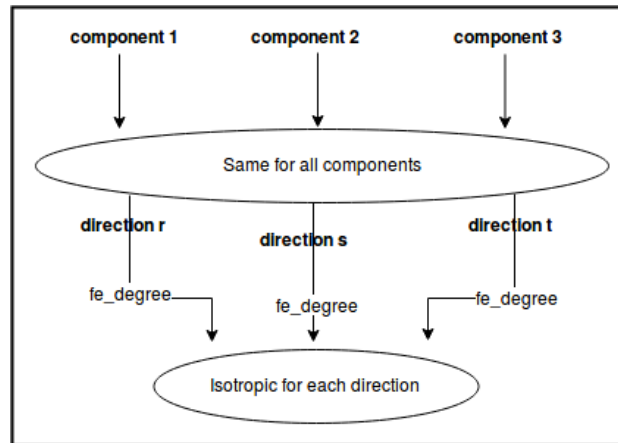 component 1 component 2 component 3
Same for all components
direction r direction s direction t
fe_degree fe_degree fe_degree
Isotropic for each direction